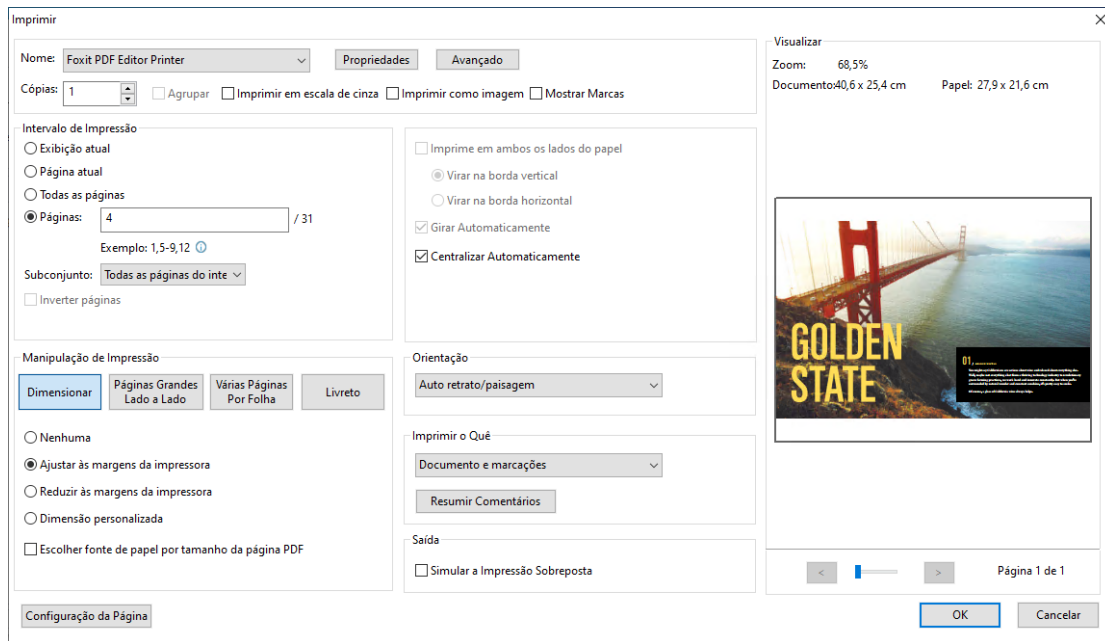 Imprimir
Nome:
Foxit PDF Editor Printer
Propriedades
Avançado
Cópias:
1
Agrupar
Imprimir em escala de cinza
Imprimir como imagem
Mostrar Marcas
Intervalo de Impressão
Exibição atual
Página atual
Todas as páginas
Páginas:
4
/ 31
Exemplo: 1,5-9,12
Subconjunto:
Todas as páginas do inte
Inverter páginas
Imprime em ambos os lados do papel
Virar na borda vertical
Virar na borda horizontal
Girar Automaticamente
Centralizar Automaticamente
Manipulação de Impressão
Dimensionar
Páginas Grandes
Lado a Lado
Várias Páginas
Por Folha
Livreto
Nenhuma
Ajustar às margens da impressora
Reduzir às margens da impressora
Dimensão personalizada
Escolher fonte de papel por tamanho da página PDF
Orientação
Auto retrato/paisagem
Imprimir o Quê
Documento e marcações
Resumir Comentários
Saída
Simular a Impressão Sobreposta
Visualizar
Zoom: 68,5%
Documento:40,6 x 25,4 cm Papel: 27,9 x 21,6 cm
GOLDEN
STATE
01
<
>
Página 1 de 1
Configuração da Página
OK
Cancelar